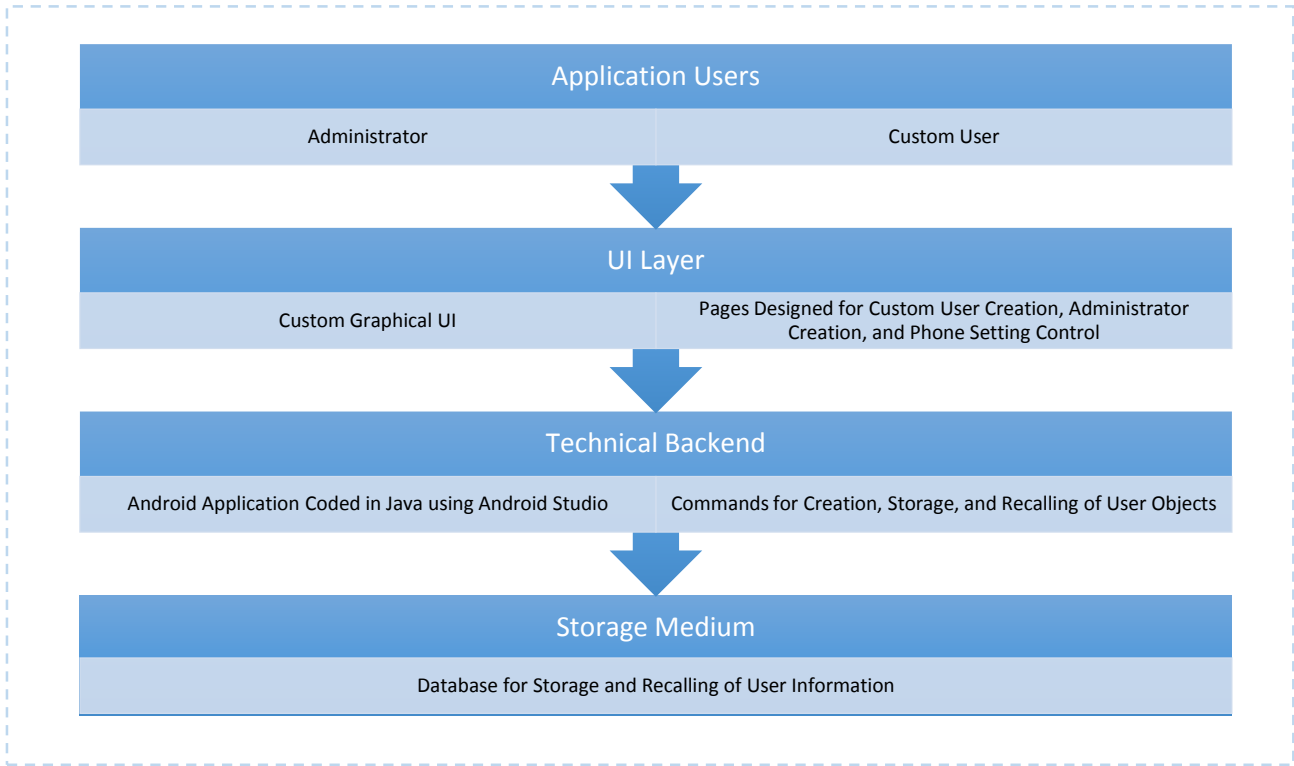 Application Users
Administrator
Custom User
UI Layer
Custom Graphical UI
Pages Designed for Custom User Creation, Administrator
Creation, and Phone Setting Control
Technical Backend
Android Application Coded in Java using Android Studio
Commands for Creation, Storage, and Recalling of User Objects
Storage Medium
Database for Storage and Recalling of User Information